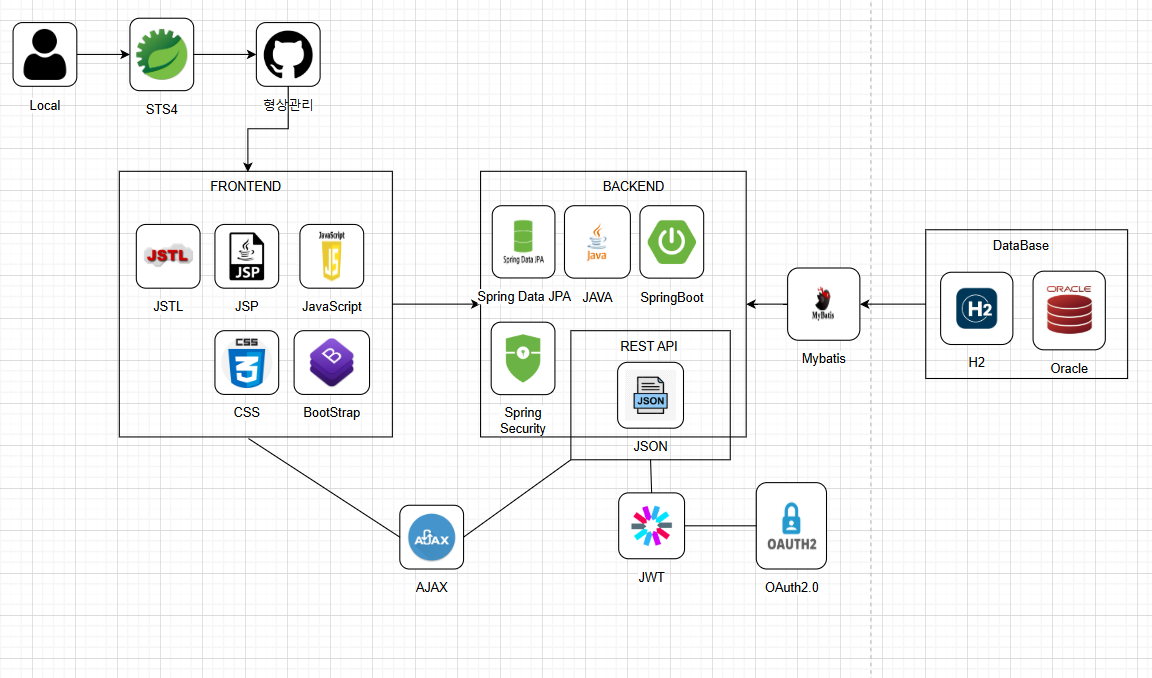 Local
STS4
형상관리
FRONTEND
JSTL
JSTL
JSP
JSP
JavaScript
JS
JavaScript
CSS
3
CSS
B
BootStrap
BACKEND
Spring Data JPA
Spring Data JPA
Java
JAVA
SpringBoot
Spring
Security
REST API
JSON
JSON
MyBatis
Mybatis
DataBase
H2
H2
ORACLE
Oracle
AJAX
AJAX
JWT
OAUTH2
OAuth2.0